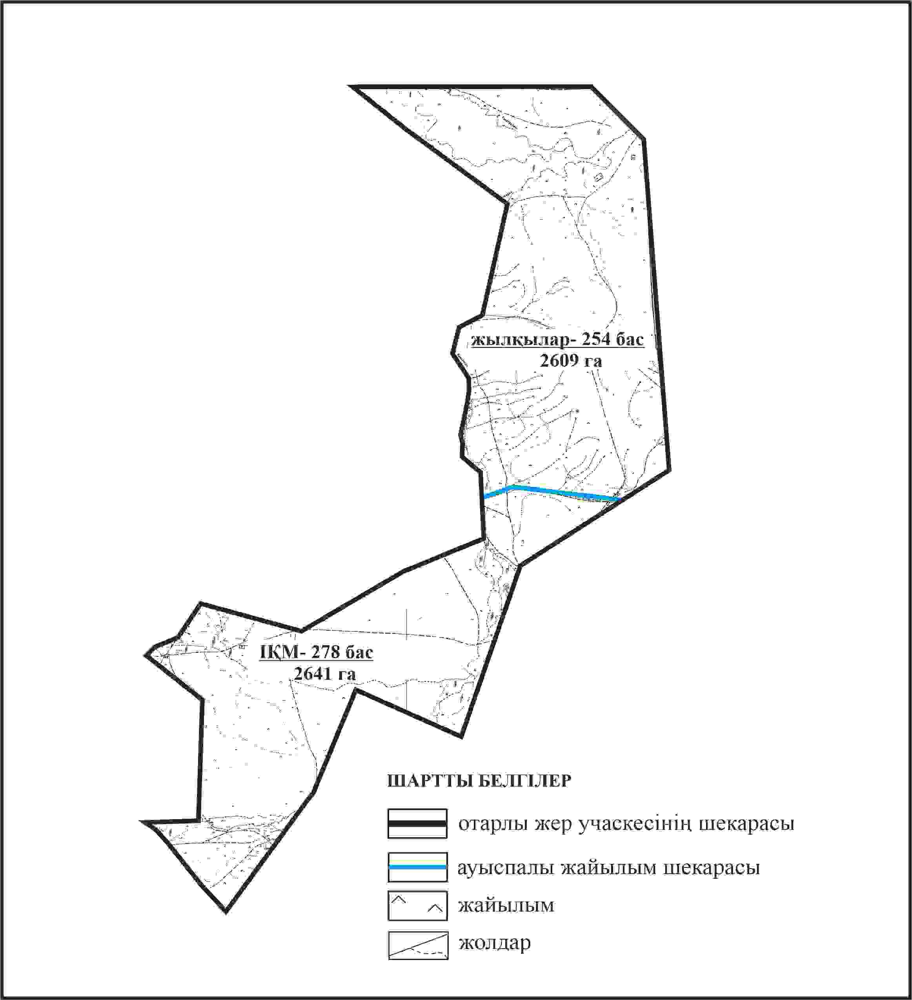 жылқылар- 254 бас
2609 га
ІҚМ- 278 бас
2641 га
ШАРТТЫ БЕЛГІЛЕР
отарлы жер учаскесінің шекарасы
ауыспалы жайылым шекарасы
жайылым
жолдар